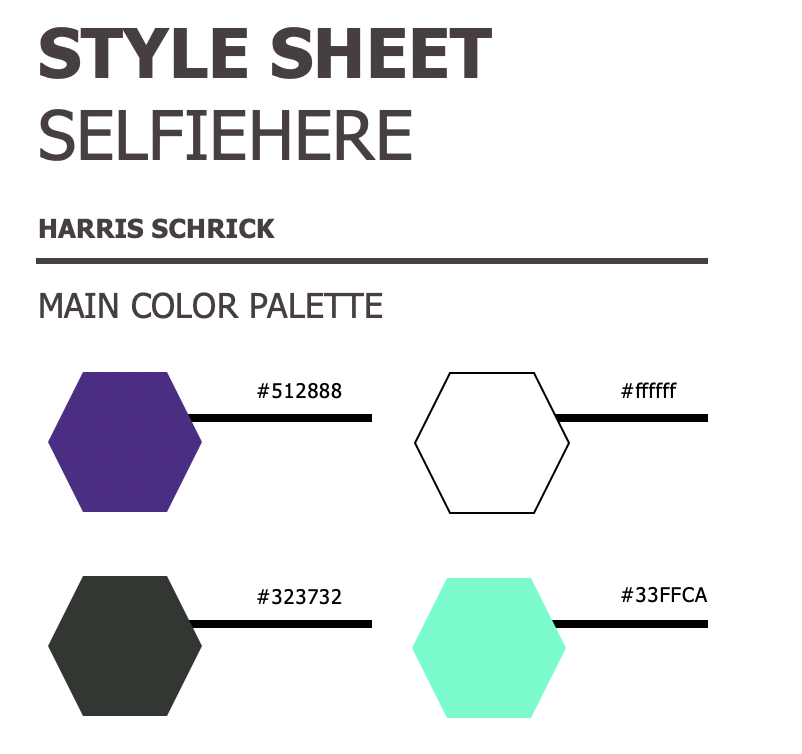 STYLE SHEET
SELFIEHERE
HARRIS SCHRICK
MAIN COLOR PALETTE
#512888
#ffffff
#323732
#33FFCA